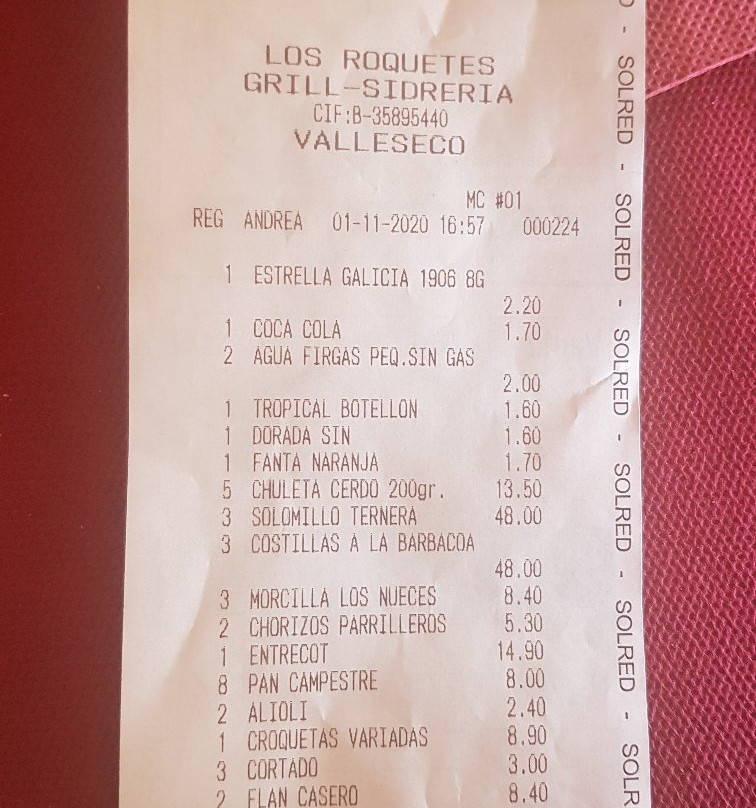 LOS ROQUETES
GRILL-SIDRERIA
CIF:B-35895440
VALLESECO
MC #01
REG ANDREA 01-11-2020 16:57 000224
1 ESTRELLA GALICIA 1906 8G
2.20
1 COCA COLA 1.70
2 AGUA FIRGAS PEQ.SIN GAS
2.00
1 TROPICAL BOTELLON 1.60
1 DORADA SIN 1.60
1 FANTA NARANJA 1.70
5 CHULETA CERDO 200gr. 13.50
3 SOLOMILLO TERNERA 48.00
3 COSTILLAS A LA BARBACOA
48.00
3 MORCILLA LOS NUECES 8.40
2 CHORIZOS PARRILLEROS 5.30
1 ENTRECOT 14.90
8 PAN CAMPESTRE 8.00
2 ALIOLI 2.40
1 CROQUETAS VARIADAS 8.90
3 CORTADO 3.00
2 FLAN CASERO 8.40
D - SOLRED - SOLRED - SOLRED - SOLRED - SOLRED - SOLR